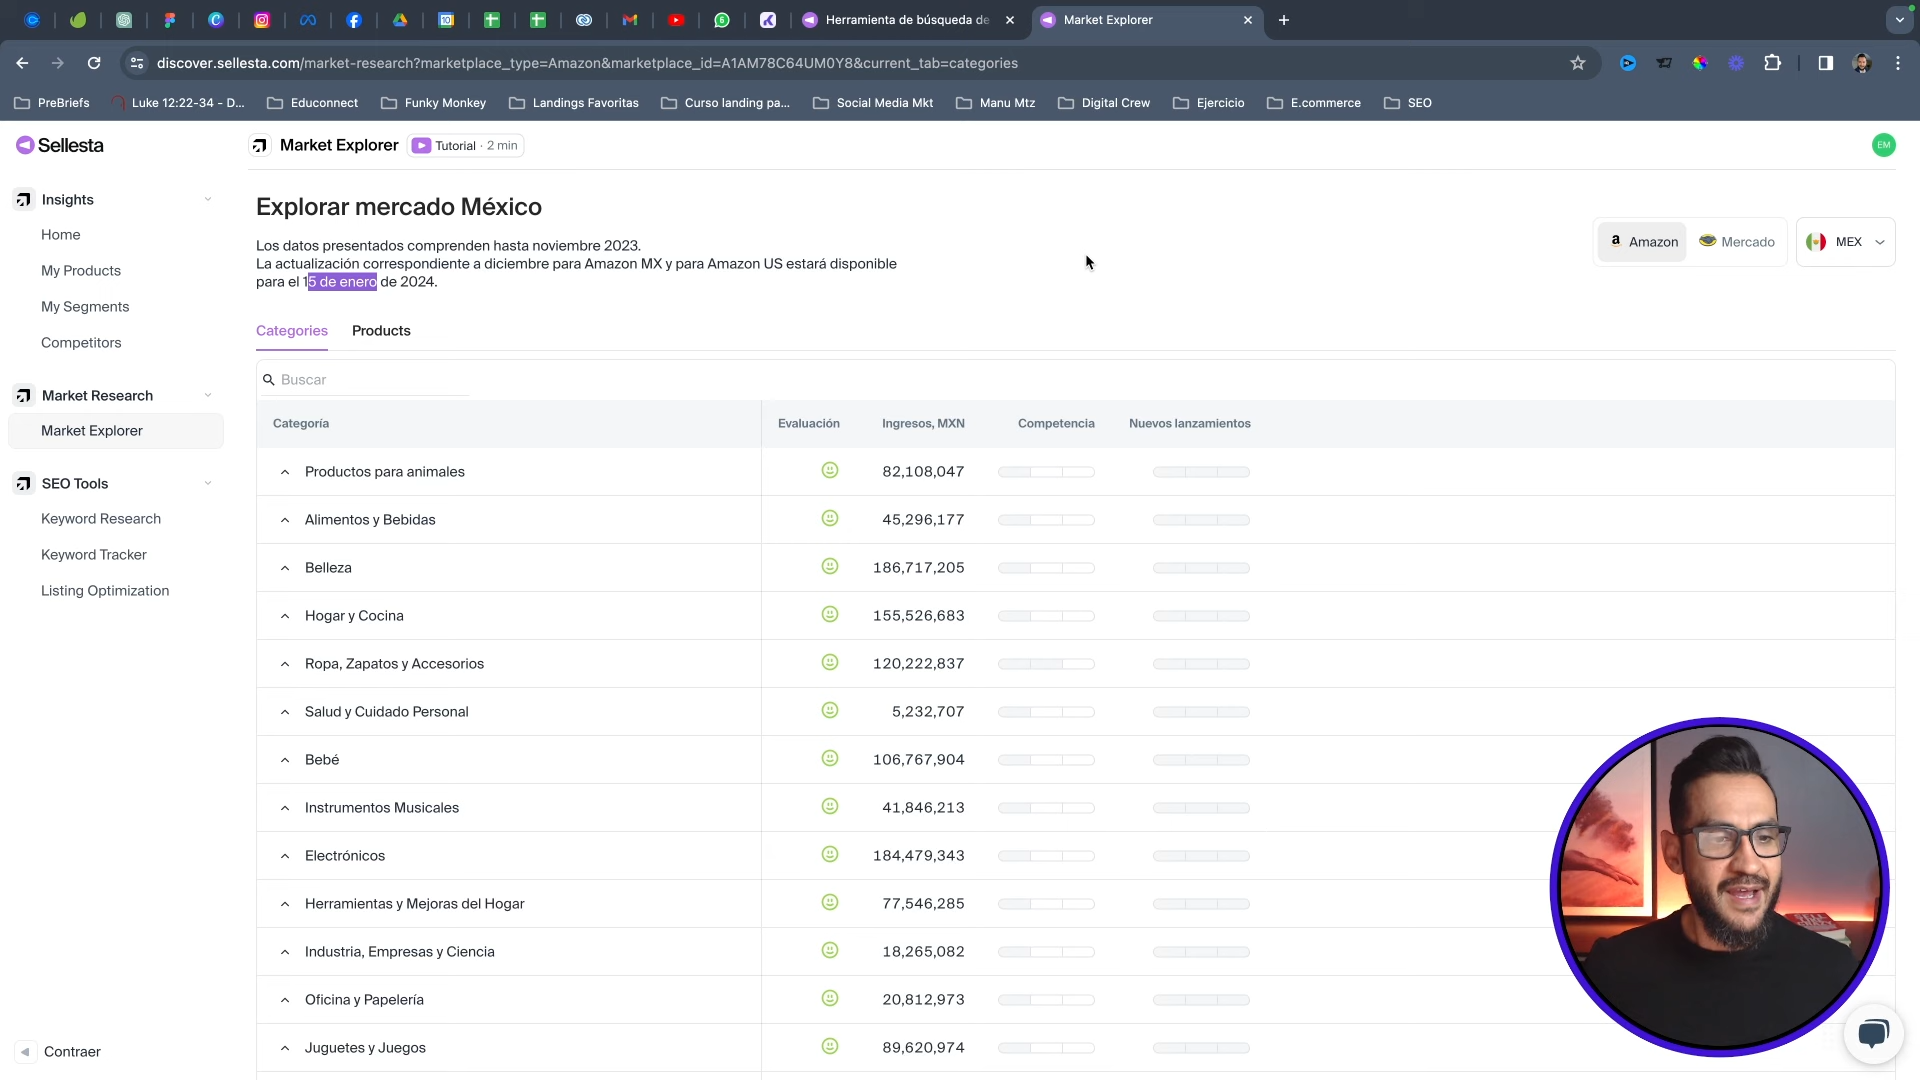 Herramienta de búsqueda de
Market Explorer
discover.sellesta.com/market-research?marketplace_type=Amazon&marketplace_id=A1AM78C64UM0Y8&current_tab=categories
PreBriefs
Luke 12:22-34 - D...
Educonnect
Funky Monkey
Landings Favoritas
Curso landing pa...
Social Media Mkt
Manu Mtz
Digital Crew
Ejercicio
E.commerce
SEO
Sellesta
Market Explorer
Tutorial · 2 min
EM
Insights
Home
My Products
My Segments
Competitors
Market Research
Market Explorer
SEO Tools
Keyword Research
Keyword Tracker
Listing Optimization
Contraer
Explorar mercado México
Los datos presentados comprenden hasta noviembre 2023.
La actualización correspondiente a diciembre para Amazon MX y para Amazon US estará disponible
para el 15 de enero de 2024.
Amazon
Mercado
MEX
Categories
Products
Buscar
Categoría Evaluación Ingresos, MXN Competencia Nuevos lanzamientos
Productos para animales 82,108,047
Alimentos y Bebidas 45,296,177
Belleza 186,717,205
Hogar y Cocina 155,526,683
Ropa, Zapatos y Accesorios 120,222,837
Salud y Cuidado Personal 5,232,707
Bebé 106,767,904
Instrumentos Musicales 41,846,213
Electrónicos 184,479,343
Herramientas y Mejoras del Hogar 77,546,285
Industria, Empresas y Ciencia 18,265,082
Oficina y Papelería 20,812,973
Juguetes y Juegos 89,620,974